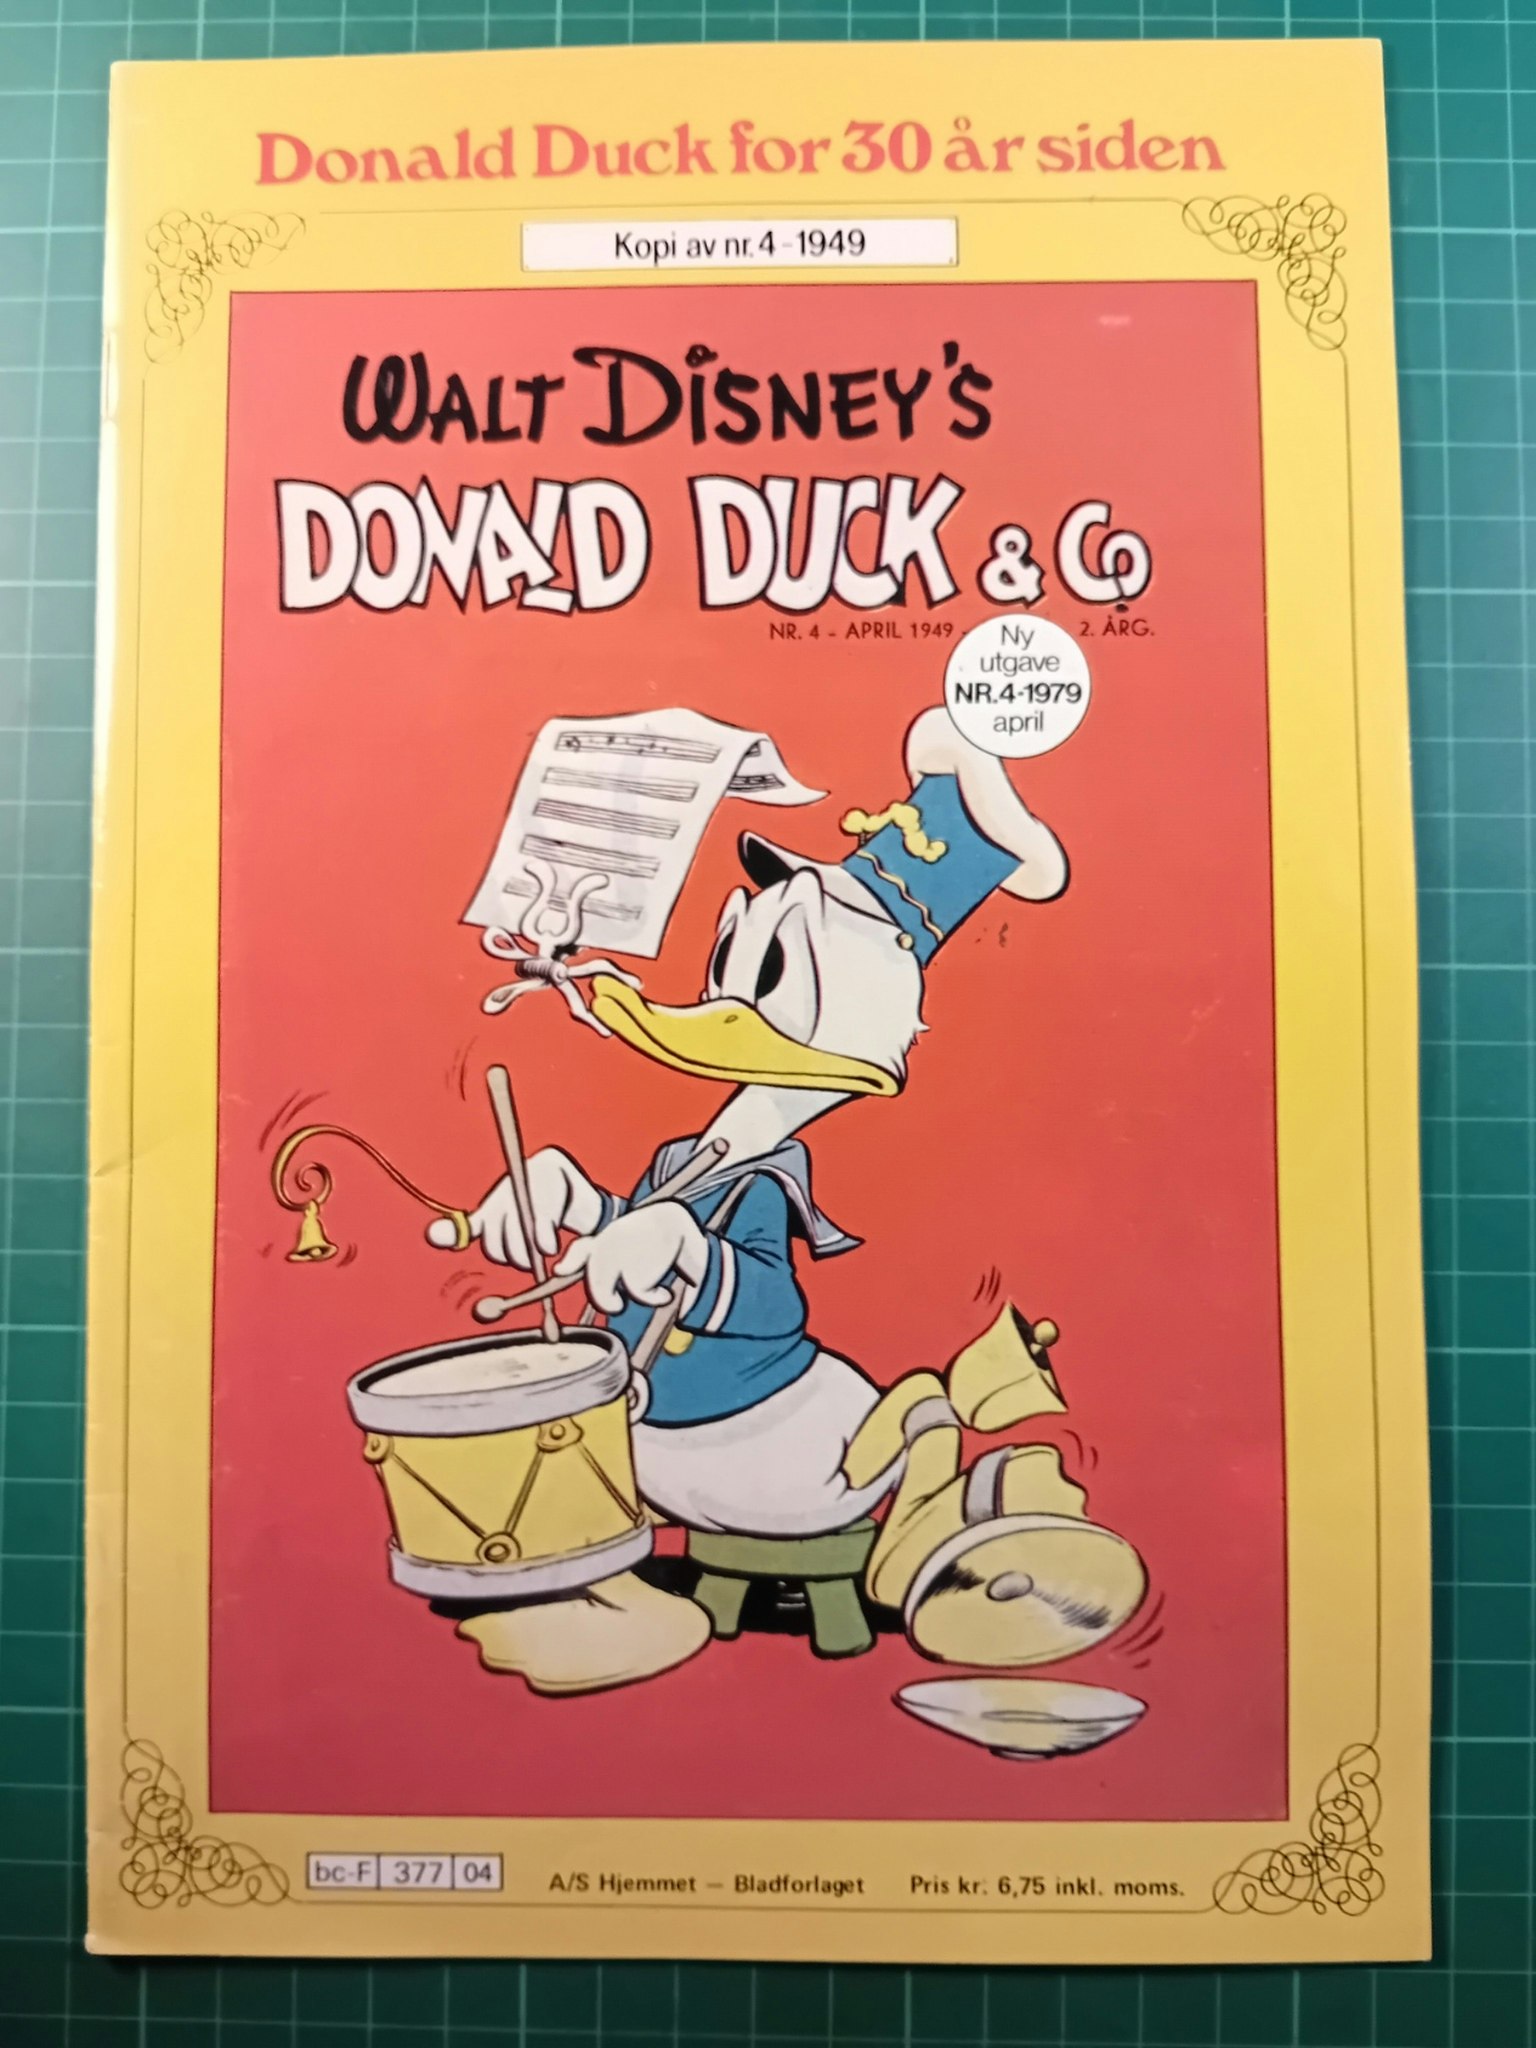 Donald Duck for 30 år siden
Kopi av nr. 4-1949
WALT DISNEY'S
DONALD DUCK & Co.
NR. 4 - APRIL 1949 -
2. ÅRG.
Ny
utgave
NR.4-1979
april
bc-F 377 04
A/S Hjemmet — Bladforlaget
Pris kr. 6,75 inkl. moms.